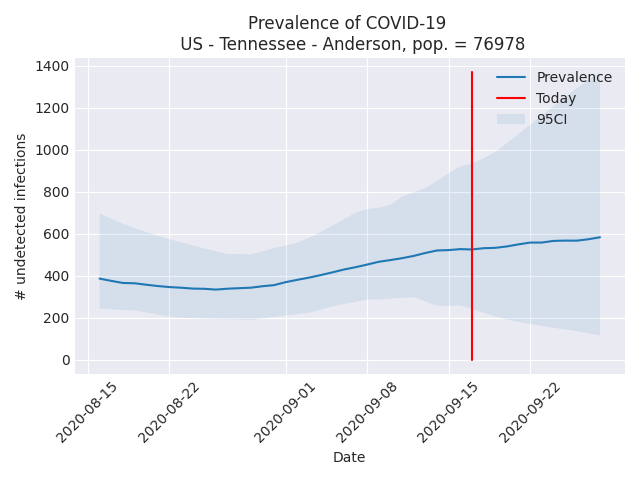 Prevalence of COVID-19
US - Tennessee - Anderson, pop. = 76978
# undetected infections
1400
1200
1000
800
600
400
200
0
Prevalence
Today
95CI
2020-08-15
2020-08-22
2020-09-01
2020-09-08
2020-09-15
2020-09-22
Date